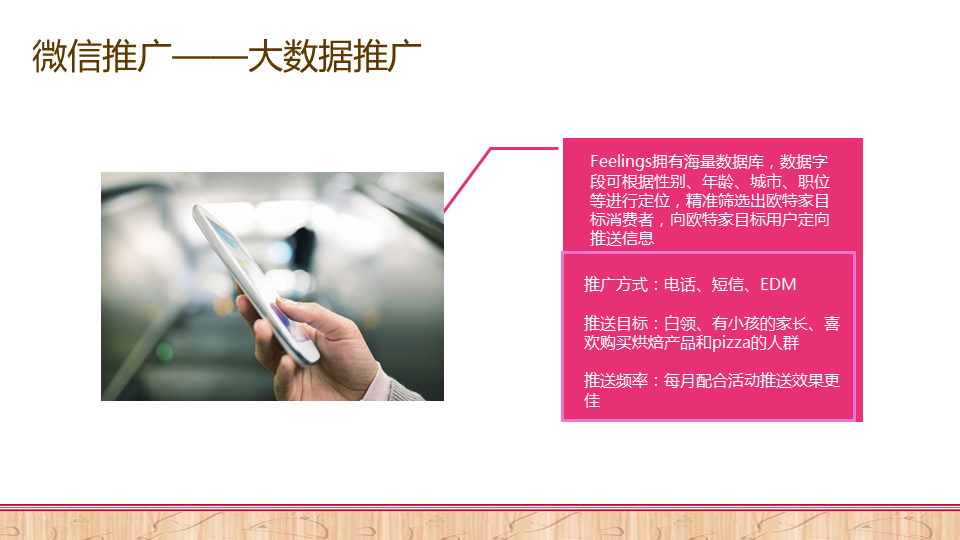 微信推广——大数据推广
Feelings拥有海量数据库，数据字
段可根据性别、年龄、城市、职位
等进行定位，精准筛选出欧特家目
标消费者，向欧特家目标用户定向
推送信息
推广方式：电话、短信、EDM
推送目标：白领、有小孩的家长、喜
欢购买烘焙产品和pizza的人群
推送频率：每月配合活动推送效果更
佳